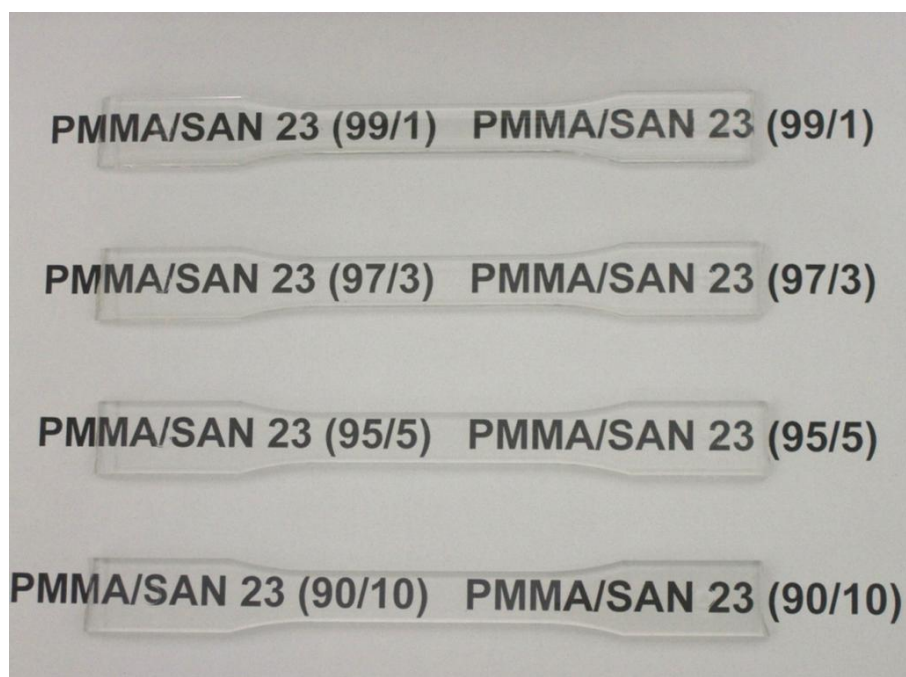 PMMA/SAN 23 (99/1) PMMA/SAN 23 (99/1)
PMMA/SAN 23 (97/3) PMMA/SAN 23 (97/3)
PMMA/SAN 23 (95/5) PMMA/SAN 23 (95/5)
PMMA/SAN 23 (90/10) PMMA/SAN 23 (90/10)